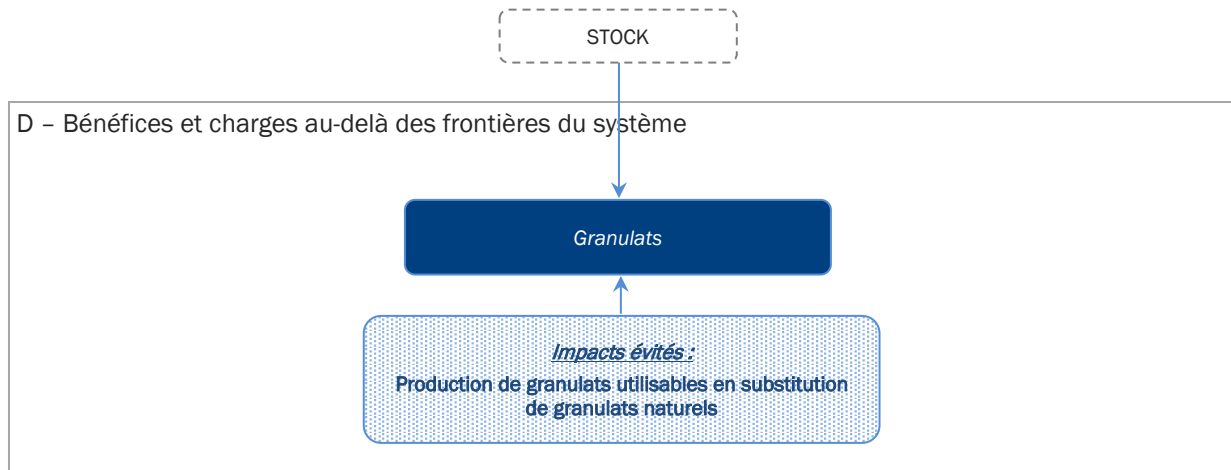 STOCK
D – Bénéfices et charges au-delà des frontières du système
Granulats
Impacts évités :
Production de granulats utilisables en substitution
de granulats naturels